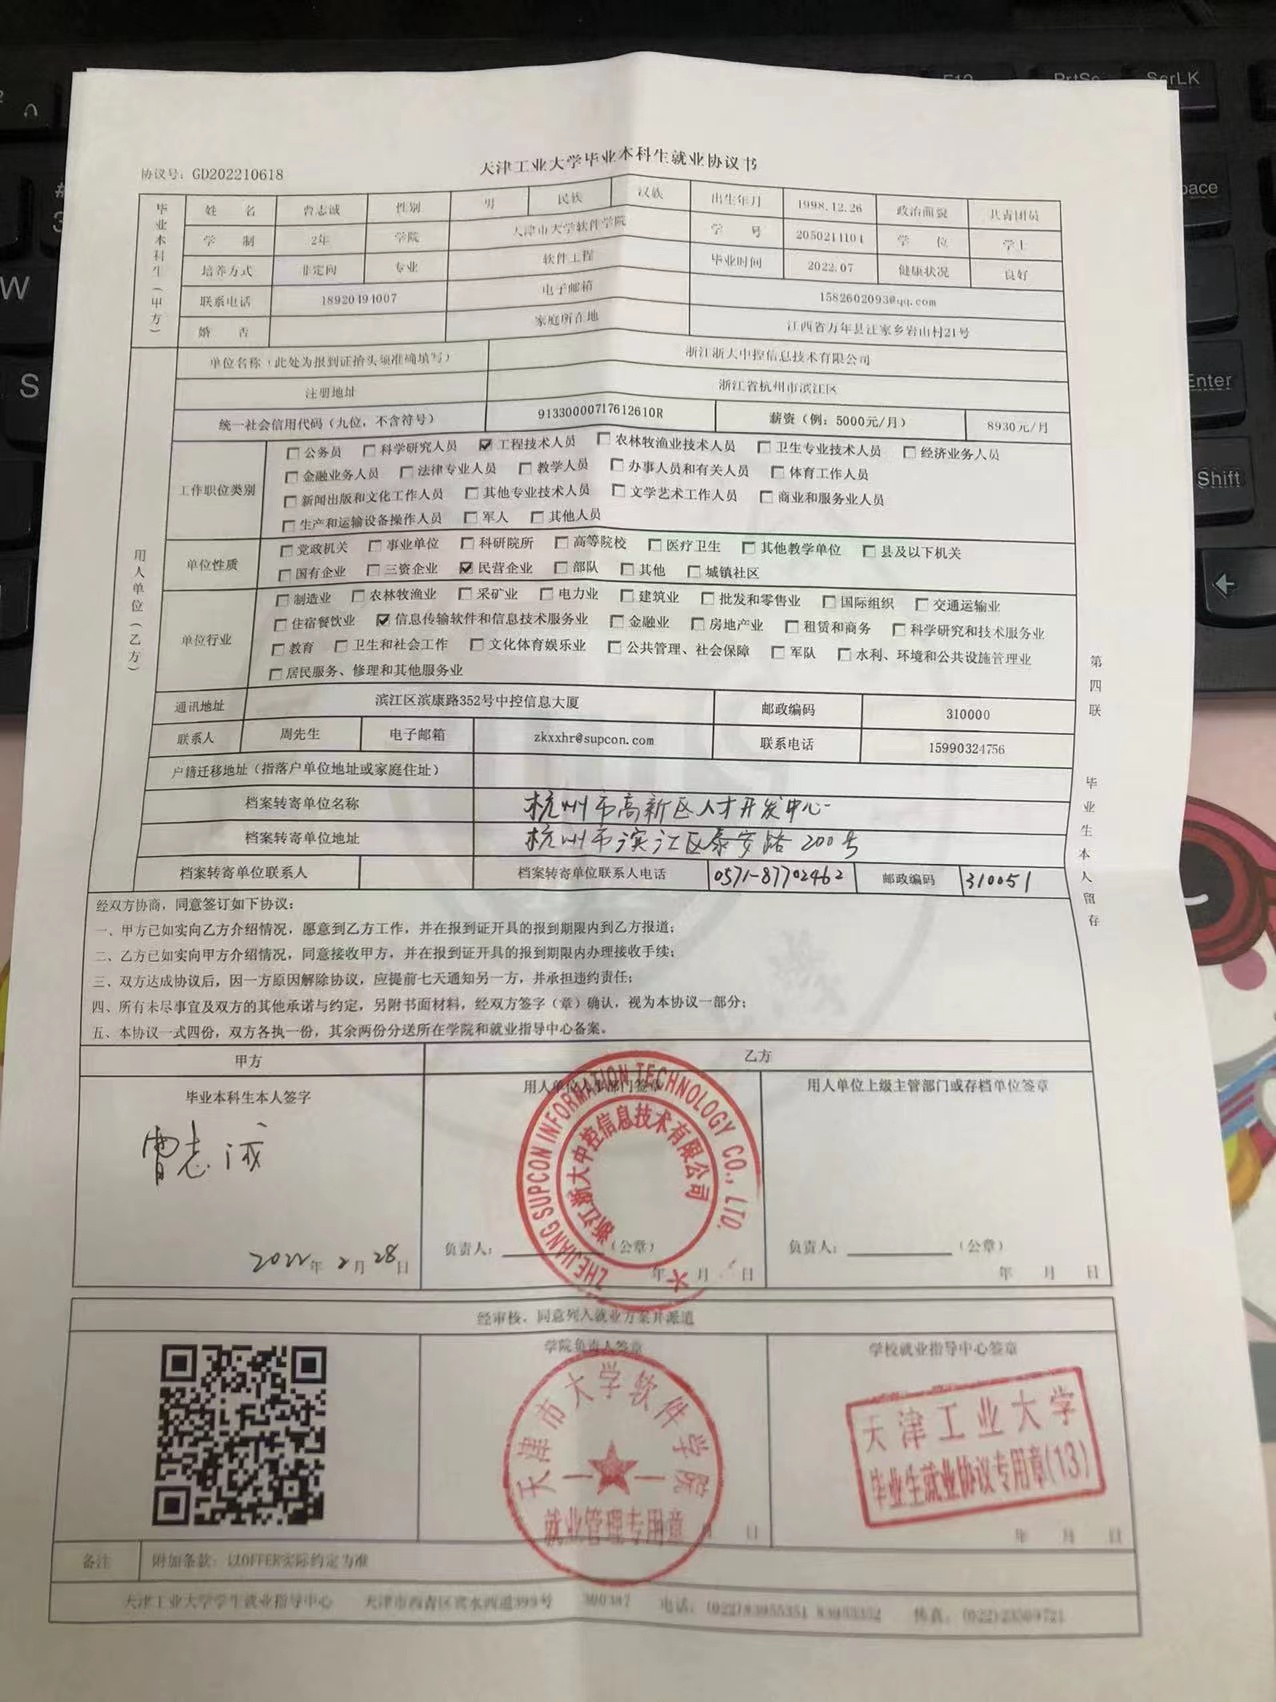 天津工业大学毕业本科生就业协议书
协议号: GD202210618
毕业本科生(甲方)
姓 名 曹志诚 性别 男 民族 汉族 出生年月 1998.12.26 政治面貌 共青团员
学 制 2年 学院 天津市大学软件学院 学 号 2050211101 学 位 学士
培养方式 非定向 专业 软件工程 毕业时间 2022.07 健康状况 良好
联系电话 18920494007 电子邮箱 1582602093@qq.com
婚 否 家庭所在地 江西省万年县汪家乡岩山村21号
用人单位(乙方)
单位名称(此处为报到证抬头须准确填写) 浙江浙大中控信息技术有限公司
注册地址 浙江省杭州市滨江区
统一社会信用代码(九位,不含符号) 9133000071761261​0R 薪资(例:5000元/月) 8930元/月
工作职位类别
公务员 科学研究人员 工程技术人员 农林牧渔业技术人员 卫生专业技术人员 经济业务人员
金融业务人员 法律专业人员 教学人员 办事人员和有关人员 体育工作人员
新闻出版和文化工作人员 其他专业技术人员 文学艺术工作人员 商业和服务业人员
生产和运输设备操作人员 军人 其他人员
单位性质
党政机关 事业单位 科研院所 高等院校 医疗卫生 其他教学单位 县及以下机关
国有企业 三资企业 民营企业 部队 其他 城镇社区
单位行业
制造业 农林牧渔业 采矿业 电力业 建筑业 批发和零售业 国际组织 交通运输业
住宿餐饮业 信息传输软件和信息技术服务业 金融业 房地产业 租赁和商务 科学研究和技术服务业
教育 卫生和社会工作 文化体育娱乐业 公共管理、社会保障 军队 水利、环境和公共设施管理业
居民服务、修理和其他服务业
通讯地址 滨江区滨康路352号中控信息大厦 邮政编码 310000
联系人 周先生 电子邮箱 zkxxhr@supcon.com 联系电话 15990324756
户籍迁移地址(指落户单位地址或家庭住址)
档案转寄单位名称 杭州市高新区人才开发中心
档案转寄单位地址 杭州市滨江区泰安路200号
档案转寄单位联系人 档案转寄单位联系人电话 0571-87702462 邮政编码 310051
第四联 毕业生本人留存
经双方协商,同意签订如下协议:
一、甲方已如实向乙方介绍情况,愿意到乙方工作,并在报到证开具的报到期限内到乙方报道;
二、乙方已如实向甲方介绍情况,同意接收甲方,并在报到证开具的报到期限内办理接收手续;
三、双方达成协议后,因一方原因解除协议,应提前七天通知另一方,并承担违约责任;
四、所有未尽事宜及双方的其他承诺与约定,另附书面材料,经双方签字(章)确认,视为本协议一部分;
五、本协议一式四份,双方各执一份,其余两份分送所在学院和就业指导中心备案。
甲方 乙方
毕业本科生本人签字 用人单位人事部门签章 用人单位上级主管部门或存档单位签章
曹志诚
ZHEJIANG SUPCON INFORMATION TECHNOLOGY CO., LTD.
浙江浙大中控信息技术有限公司
负责人: (公章) 负责人: (公章)
2022年2月28日 年 月 日 年 月 日
经审核,同意列入就业方案并派遣
学院负责人签章 学校就业指导中心签章
天津市大学软件学院
就业管理专用章
天津工业大学
毕业生就业协议专用章(13)
月 日 年 月 日
备注 附加条款:以OFFER实际约定为准
天津工业大学学生就业指导中心 天津市西青区宾水西道399号 300387 电话:(022)83955351 83955352 传真:(022)23509721